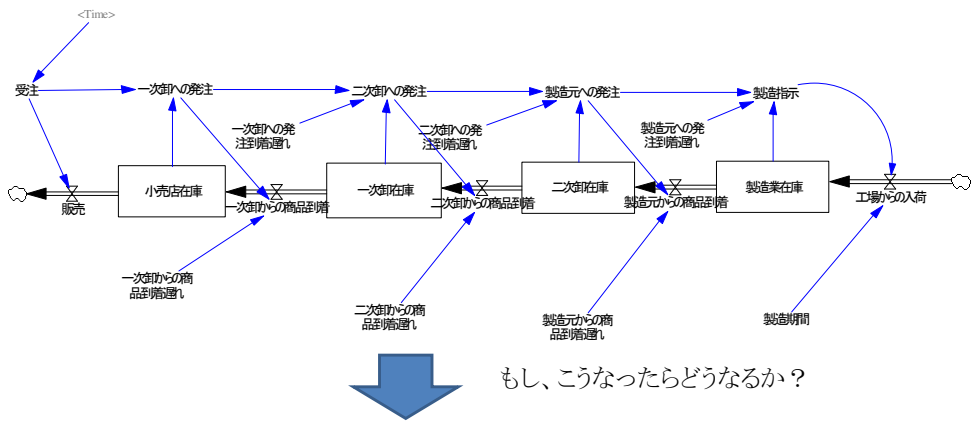 <Time>
受注
一次卸への発注
二次卸への発注
製造元への発注
製造指示
一次卸への発
注到着遅れ
二次卸への発
注到着遅れ
製造元への発
注到着遅れ
小売店在庫
一次卸在庫
二次卸在庫
製造業在庫
販売
一次卸からの商品到着
二次卸からの商品到着
製造元からの商品到着
工場からの入荷
一次卸からの商
品到着遅れ
二次卸からの商
品到着遅れ
製造元からの商
品到着遅れ
製造期間
もし、こうなったらどうなるか？